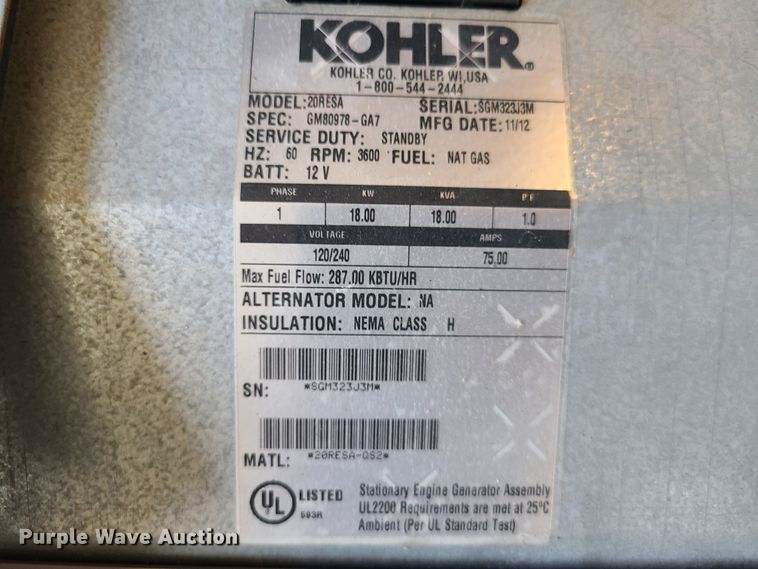 KOHLER®
KOHLER CO. KOHLER, WI,USA
1-800-544-2444
MODEL:20RESA SERIAL:SGM323J3M
SPEC: GM80978-GA7 MFG DATE:11/12
SERVICE DUTY: STANDBY
HZ: 60 RPM: 3600 FUEL: NAT GAS
BATT: 12 V
PHASE KW KVA P.F.
1 18.00 18.00 1.0
VOLTAGE AMPS
120/240 75.00
Max Fuel Flow: 287.00 KBTU/HR
ALTERNATOR MODEL: NA
INSULATION: NEMA CLASS H
SN: *SGM323J3M*
MATL: *20RESA-QS2*
UL LISTED Stationary Engine Generator Assembly
593R UL2200 Requirements are met at 25°C
Ambient (Per UL Standard Test)
Purple Wave Auction